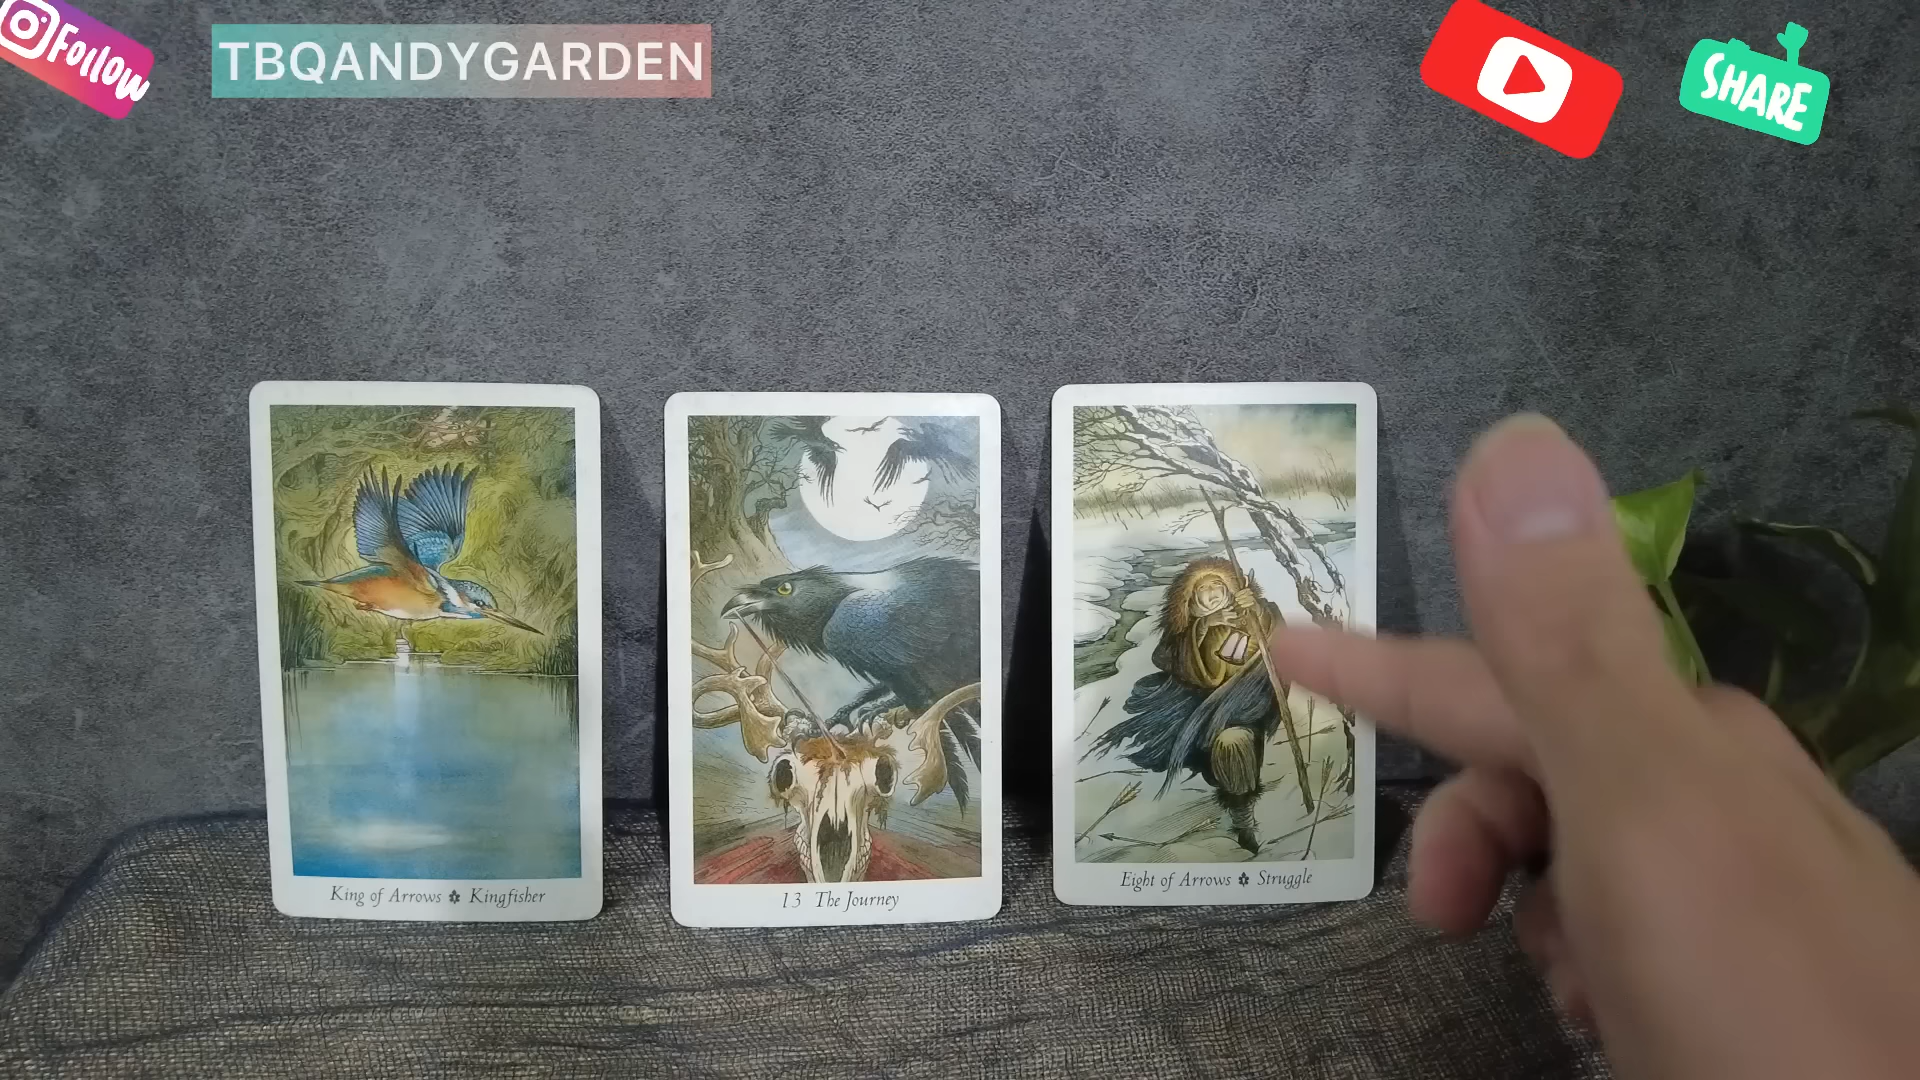 Follow
TBQANDYGARDEN
SHARE
King of Arrows ✽ Kingfisher
13 The Journey
Eight of Arrows ✽ Struggle